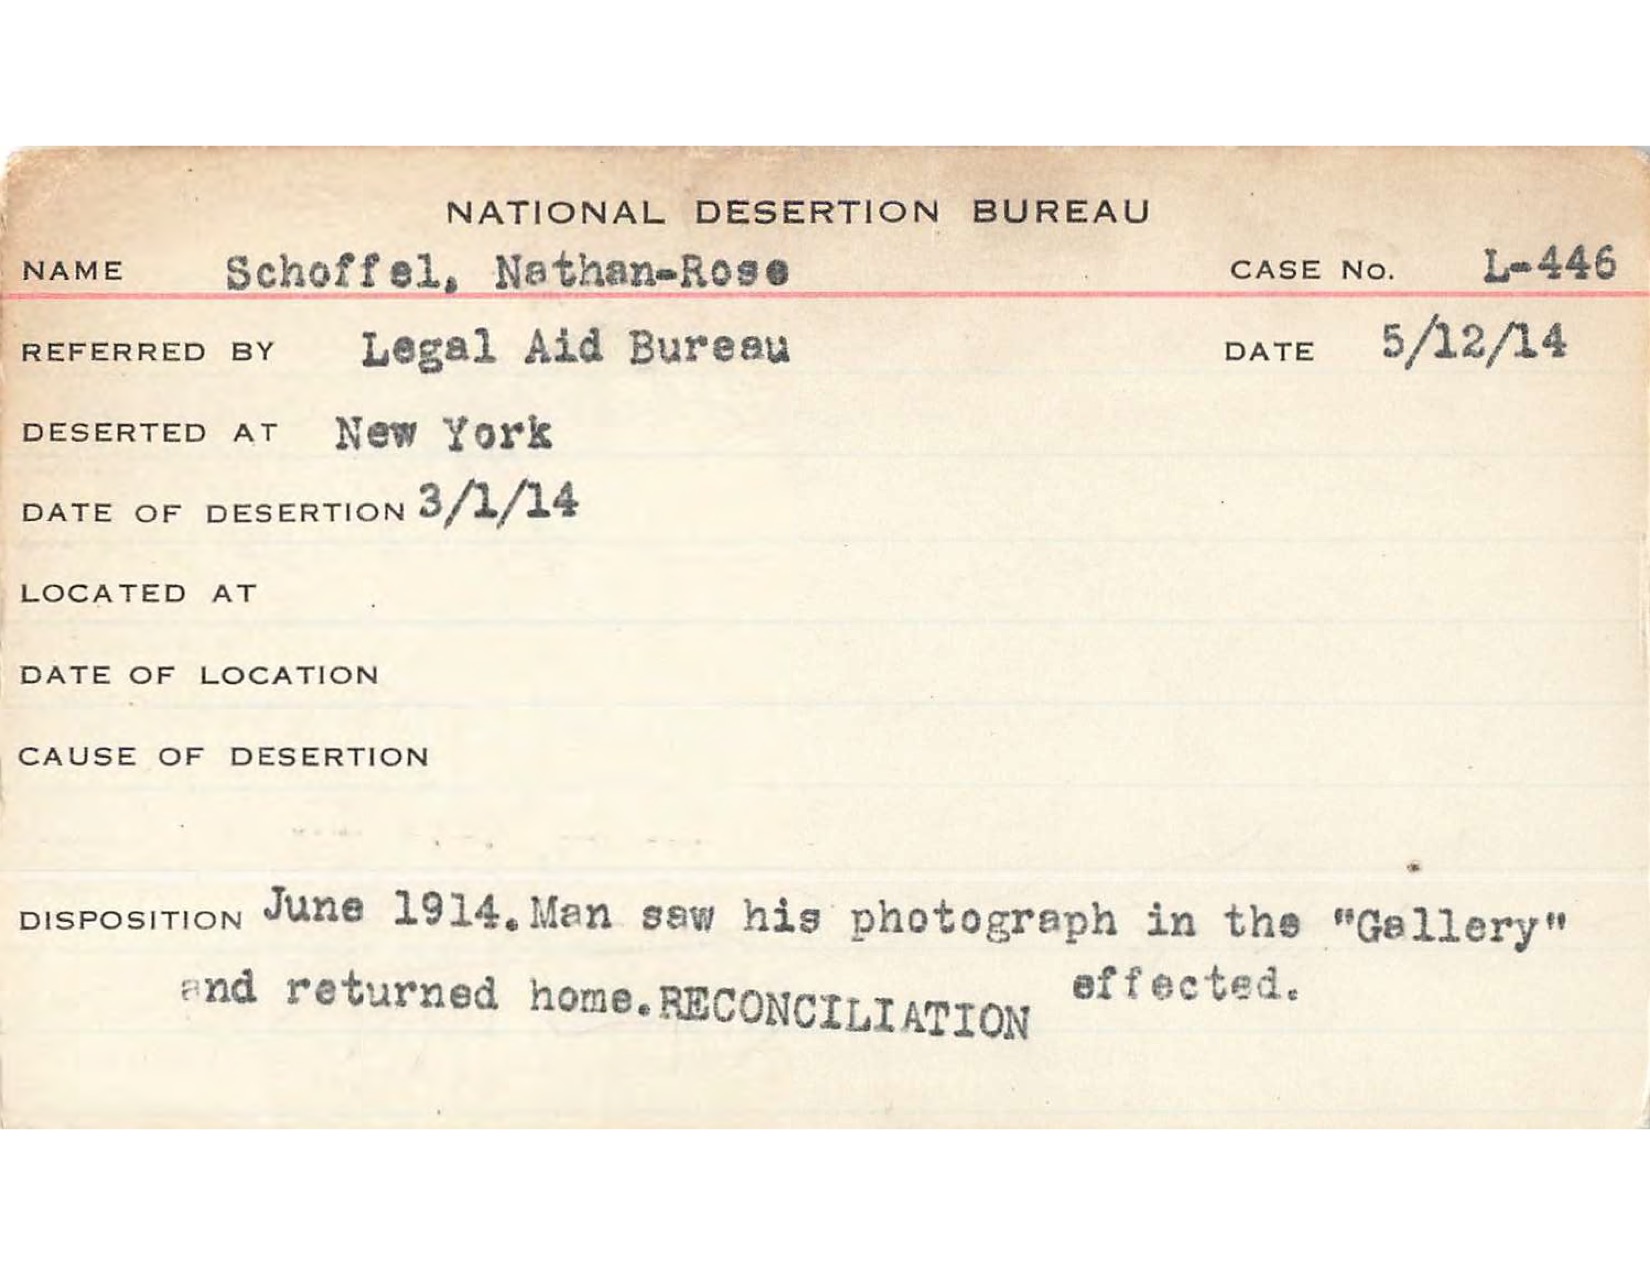 NATIONAL DESERTION BUREAU
NAME Schoffel, Nathan-Rose CASE No. L-446
REFERRED BY Legal Aid Bureau DATE 5/12/14
DESERTED AT New York
DATE OF DESERTION 3/1/14
LOCATED AT
DATE OF LOCATION
CAUSE OF DESERTION
DISPOSITION June 1914. Man saw his photograph in the "Gallery"
and returned home. RECONCILIATION effected.